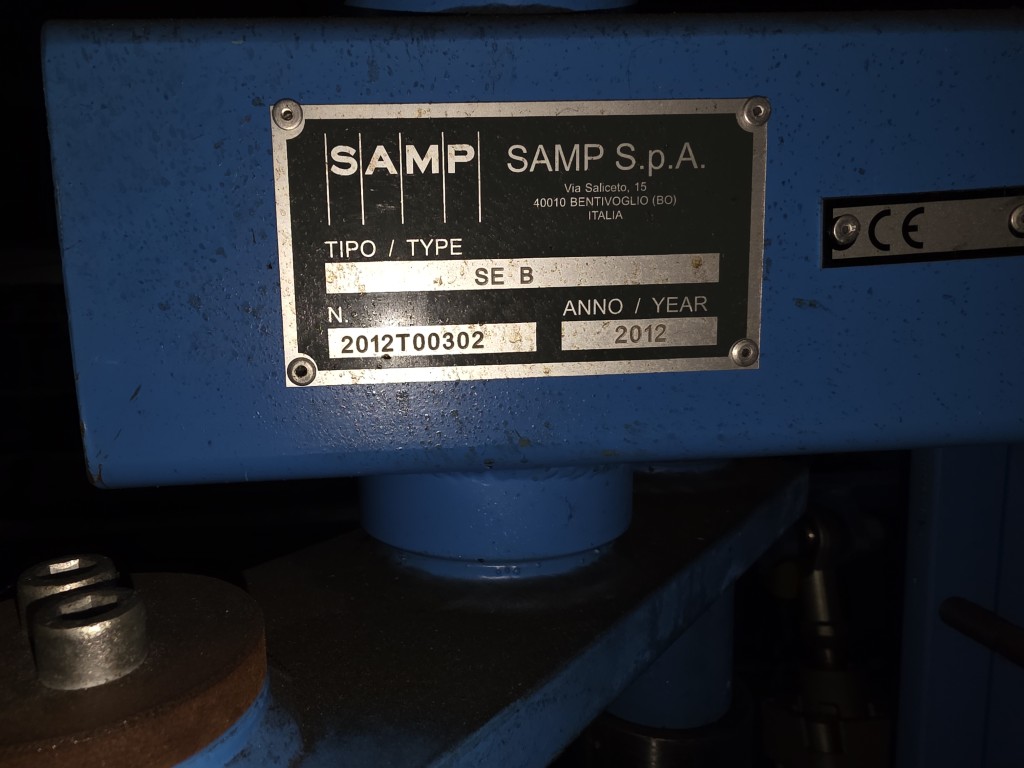 SAMP
SAMP S.p.A.
Via Saliceto, 15
40010 BENTIVOGLIO (BO)
ITALIA
TIPO / TYPE
SE B
N.
ANNO / YEAR
2012T00302
2012
CE